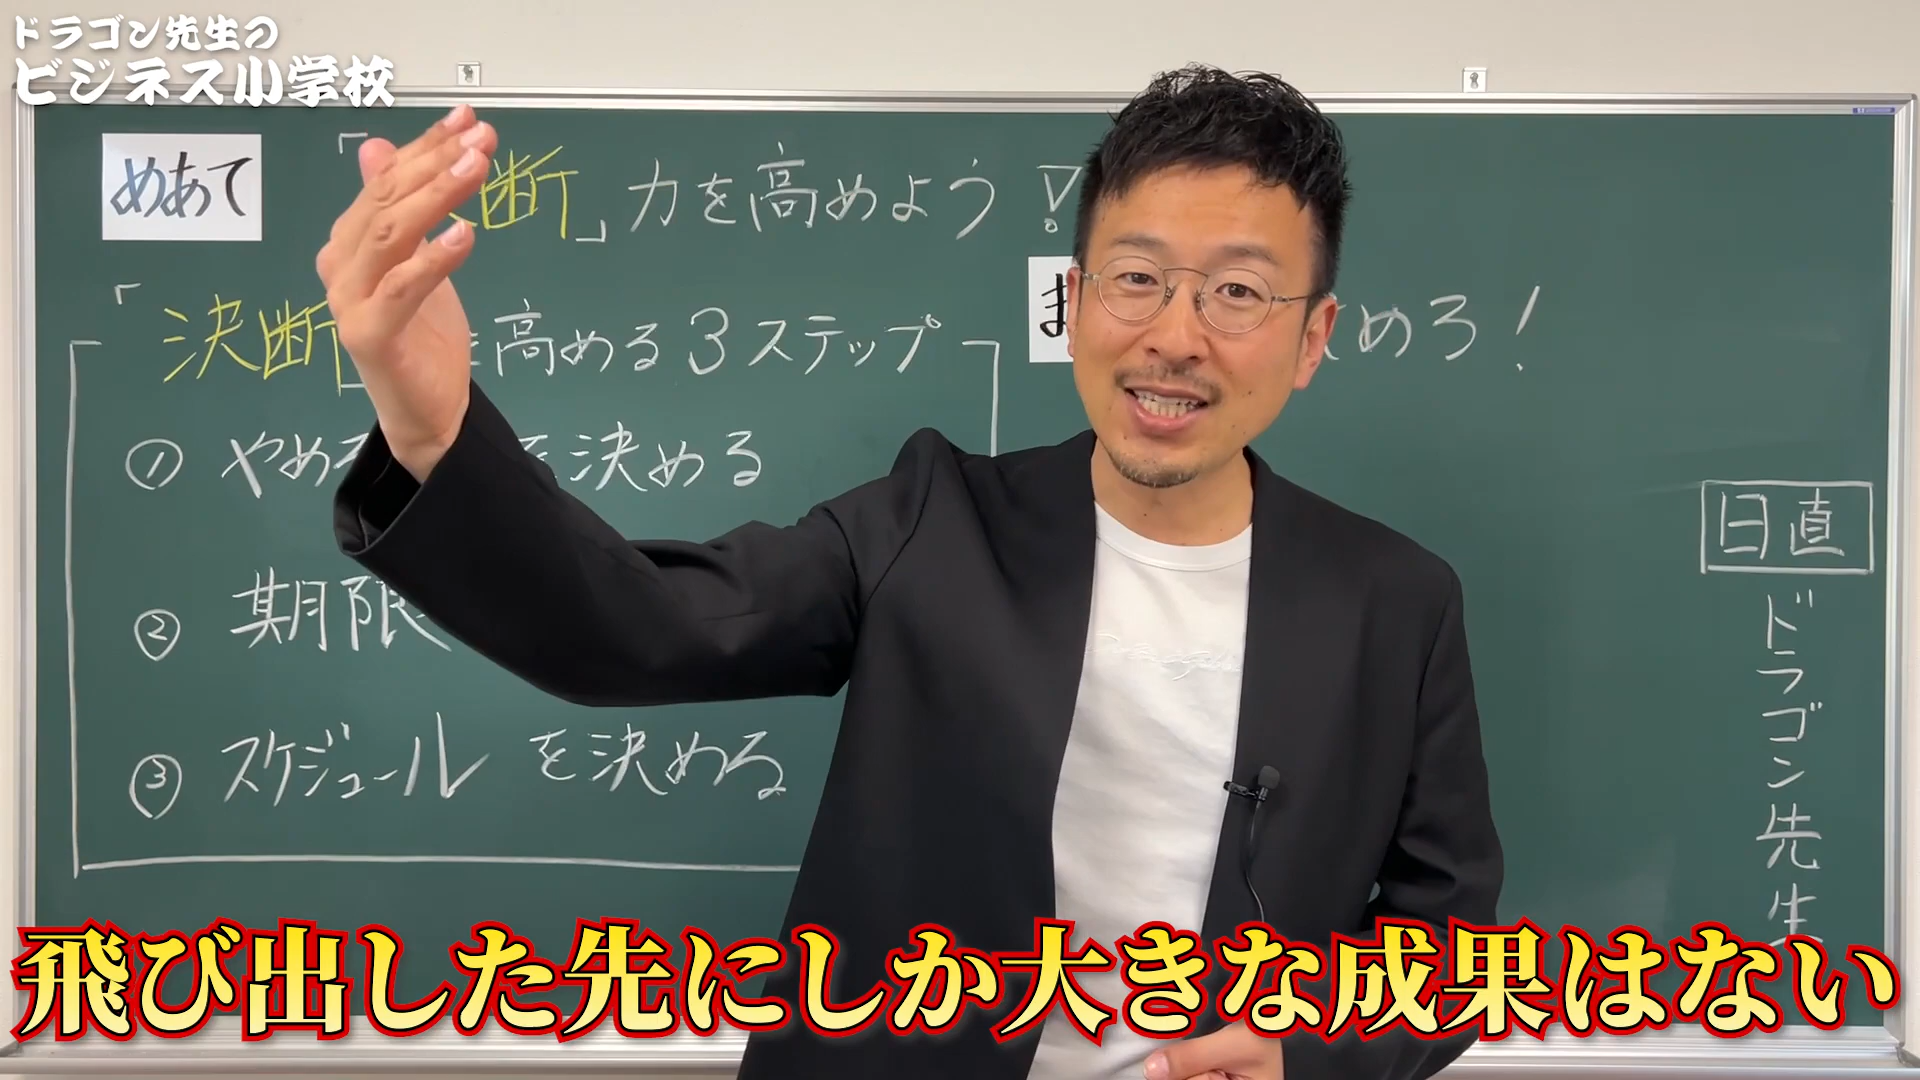 ドラゴン先生の
ビジネス小学校
めあて
「断」力を高めよう!
「決断」を高める3ステップ
① やめるを決める
② 期限
③ スケジュールを決める
ま
めろ!
日直
ドラゴン先生
飛び出した先にしか大きな成果はない